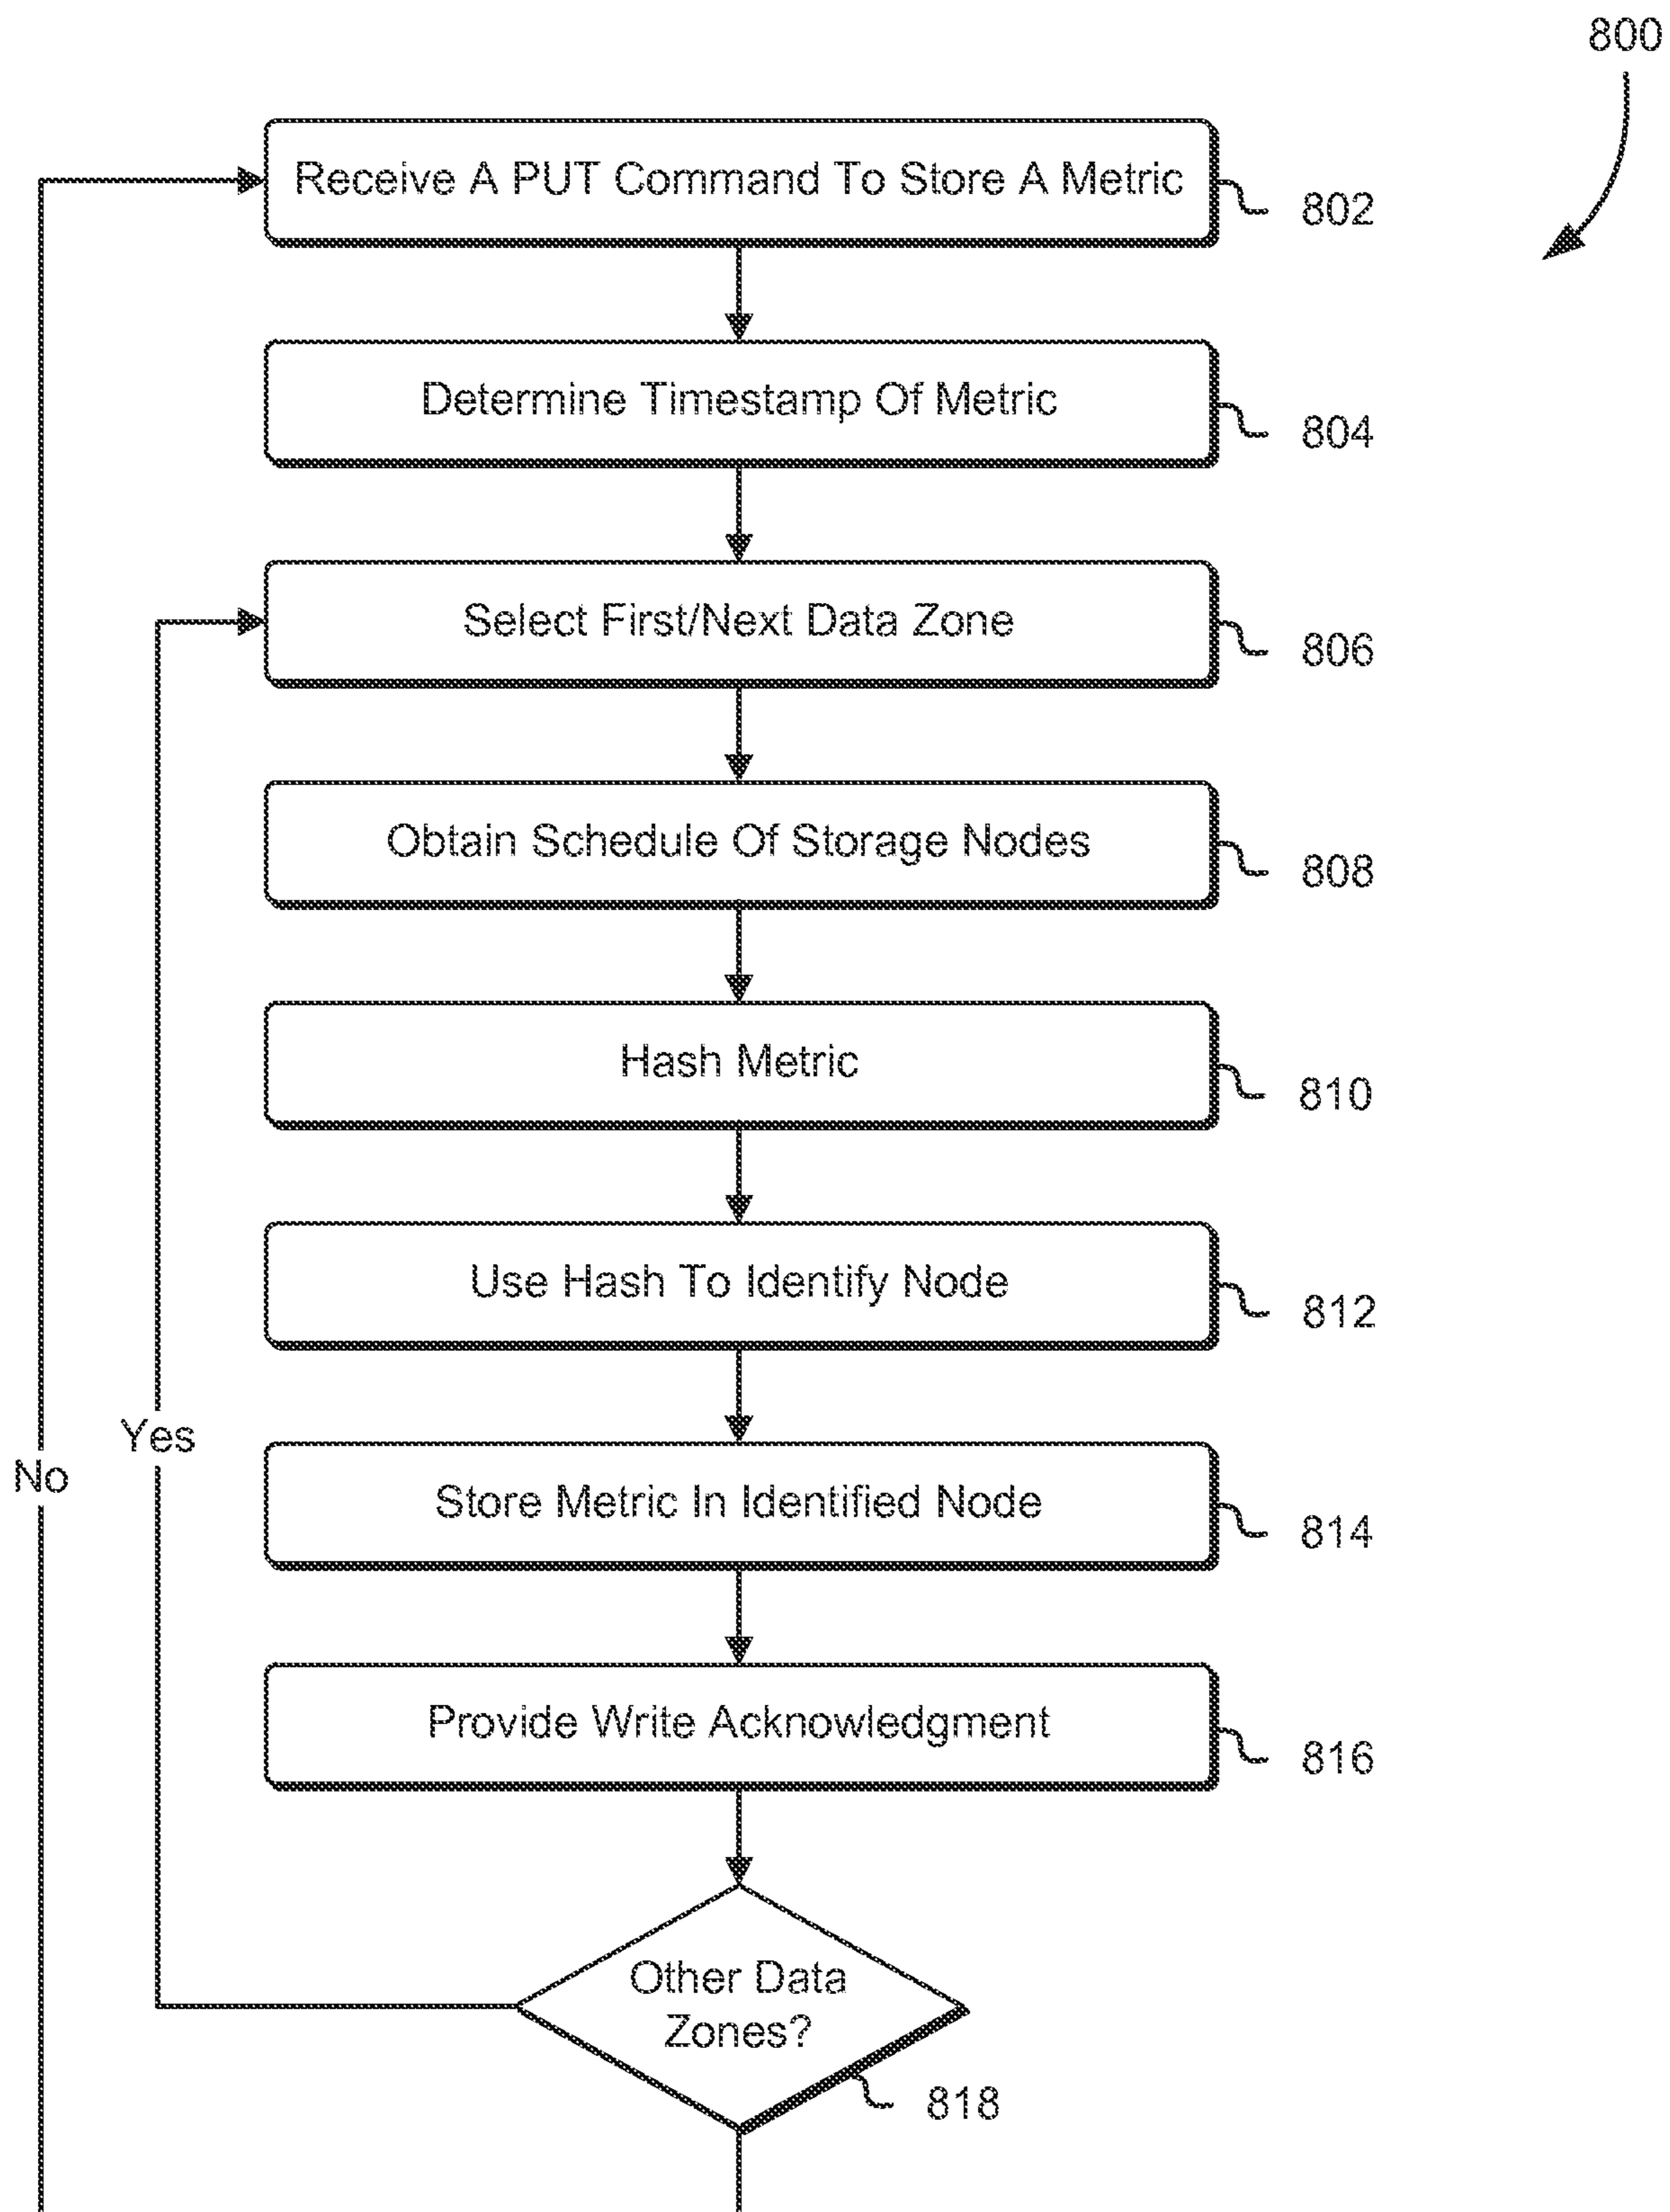 800
Receive A PUT Command To Store A Metric
802
Determine Timestamp Of Metric
804
Select First/Next Data Zone
806
Obtain Schedule Of Storage Nodes
808
Hash Metric
810
Use Hash To Identify Node
812
Yes
No
Store Metric In Identified Node
814
Provide Write Acknowledgment
816
Other Data
Zones?
818